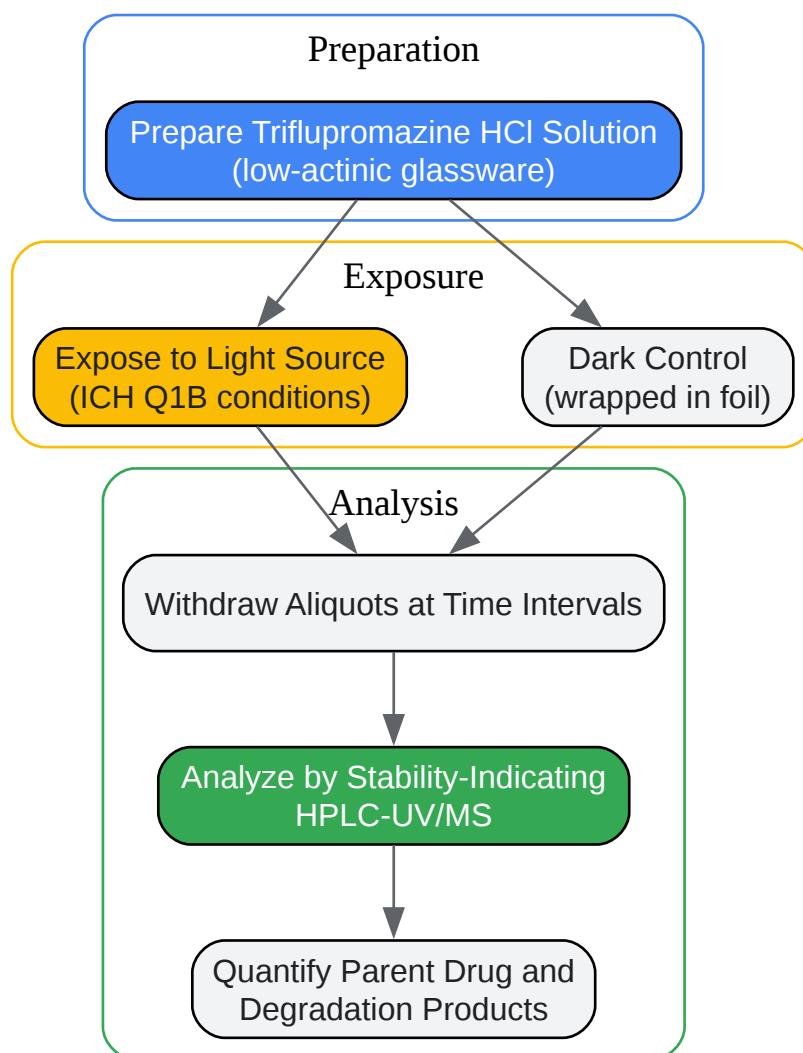 Preparation
Prepare Triflupromazine HCl Solution
(low-actinic glassware)
Exposure
Expose to Light Source
(ICH Q1B conditions)
Dark Control
(wrapped in foil)
Analysis
Withdraw Aliquots at Time Intervals
Analyze by Stability-Indicating
HPLC-UV/MS
Quantify Parent Drug and
Degradation Products